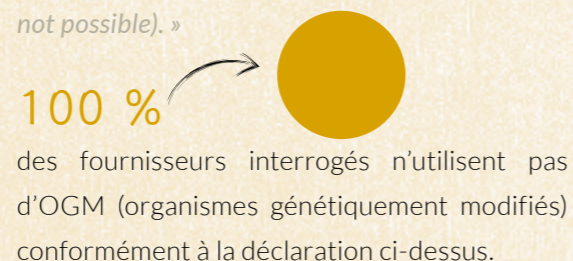 not possible). »
100 %
des fournisseurs interrogés n’utilisent pas
d’OGM (organismes génétiquement modifiés)
conformément à la déclaration ci-dessus.